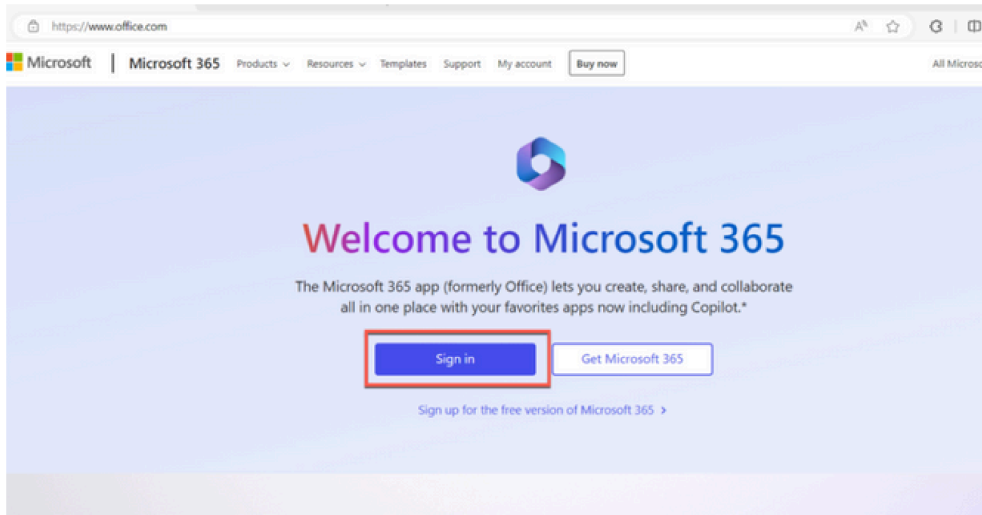 https://www.office.com
Microsoft | Microsoft 365 Products Resources Templates Support My account Buy now All
Welcome to Microsoft 365
The Microsoft 365 app (formerly Office) lets you create, share, and collaborate
all in one place with your favorites apps now including Copilot.*
Sign in Get Microsoft 365
Sign up for the free version of Microsoft 365 >